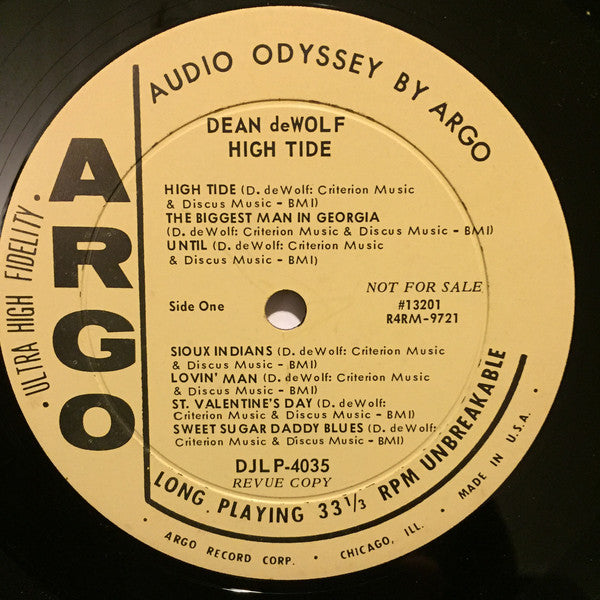 AUDIO ODYSSEY BY ARGO
ARGO
· ULTRA HIGH FIDELITY ·
DEAN deWOLF
HIGH TIDE
HIGH TIDE (D. deWolf: Criterion Music
& Discus Music - BMI)
THE BIGGEST MAN IN GEORGIA
(D. deWolf: Criterion Music & Discus Music - BMI)
UNTIL (D. deWolf: Criterion Music
& Discus Music - BMI)
NOT FOR SALE
Side One
#13201
R4RM-9721
SIOUX INDIANS (D. deWolf: Criterion Music
& Discus Music - BMI)
LOVIN' MAN (D. deWolf: Criterion Music
& Discus Music - BMI)
ST. VALENTINE'S DAY (D. deWolf:
Criterion Music & Discus Music - BMI)
SWEET SUGAR DADDY BLUES (D. deWolf:
Criterion Music & Discus Music - BMI)
DJLP-4035
REVUE COPY
LONG PLAYING 33 1/3 RPM UNBREAKABLE
· ARGO RECORD CORP. · CHICAGO, ILL. · MADE IN U.S.A. ·